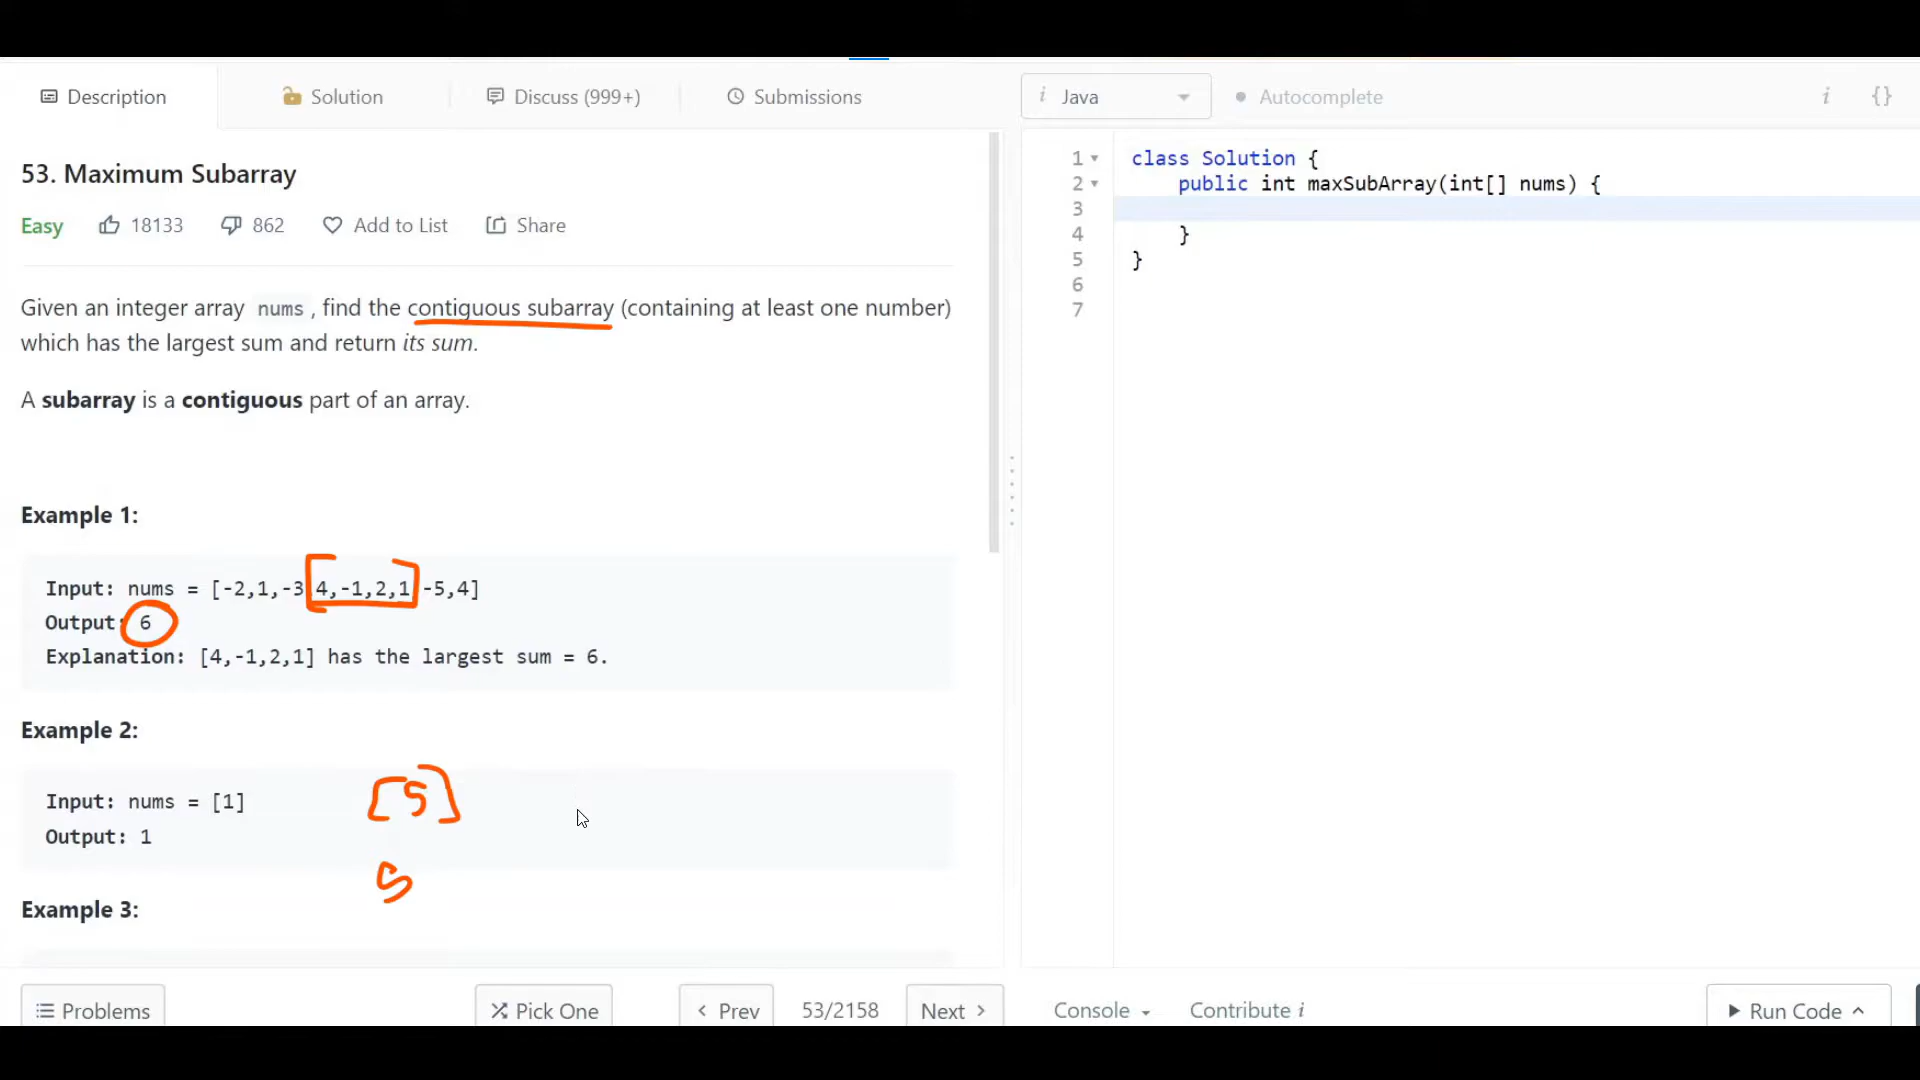 Description Solution Discuss (999+) Submissions i Java Autocomplete i {}
53. Maximum Subarray
Easy 18133 862 Add to List Share
Given an integer array nums , find the contiguous subarray (containing at least one number)
which has the largest sum and return its sum.
A subarray is a contiguous part of an array.
Example 1:
Input: nums = [-2,1,-3 4,-1,2,1 -5,4]
Output: 6
Explanation: [4,-1,2,1] has the largest sum = 6.
Example 2:
Input: nums = [1]
Output: 1
[5]
5
Example 3:
1 class Solution {
2 public int maxSubArray(int[] nums) {
3
4 }
5 }
6
7
Problems Pick One < Prev 53/2158 Next > Console Contribute i Run Code